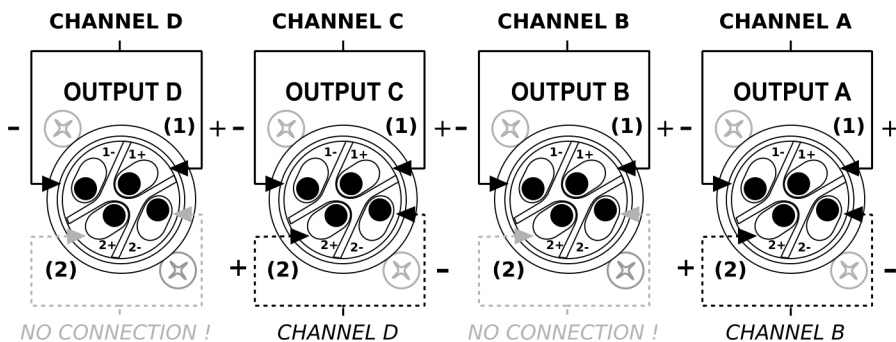 CHANNEL D CHANNEL C CHANNEL B CHANNEL A
OUTPUT D OUTPUT C OUTPUT B OUTPUT A
- (1) + - (1) + - (1) + - (1) +
1- 1+ 1- 1+ 1- 1+ 1- 1+
2+ 2- 2+ 2- 2+ 2- 2+ 2-
(2) + (2) - (2) + (2) -
NO CONNECTION ! CHANNEL D NO CONNECTION ! CHANNEL B